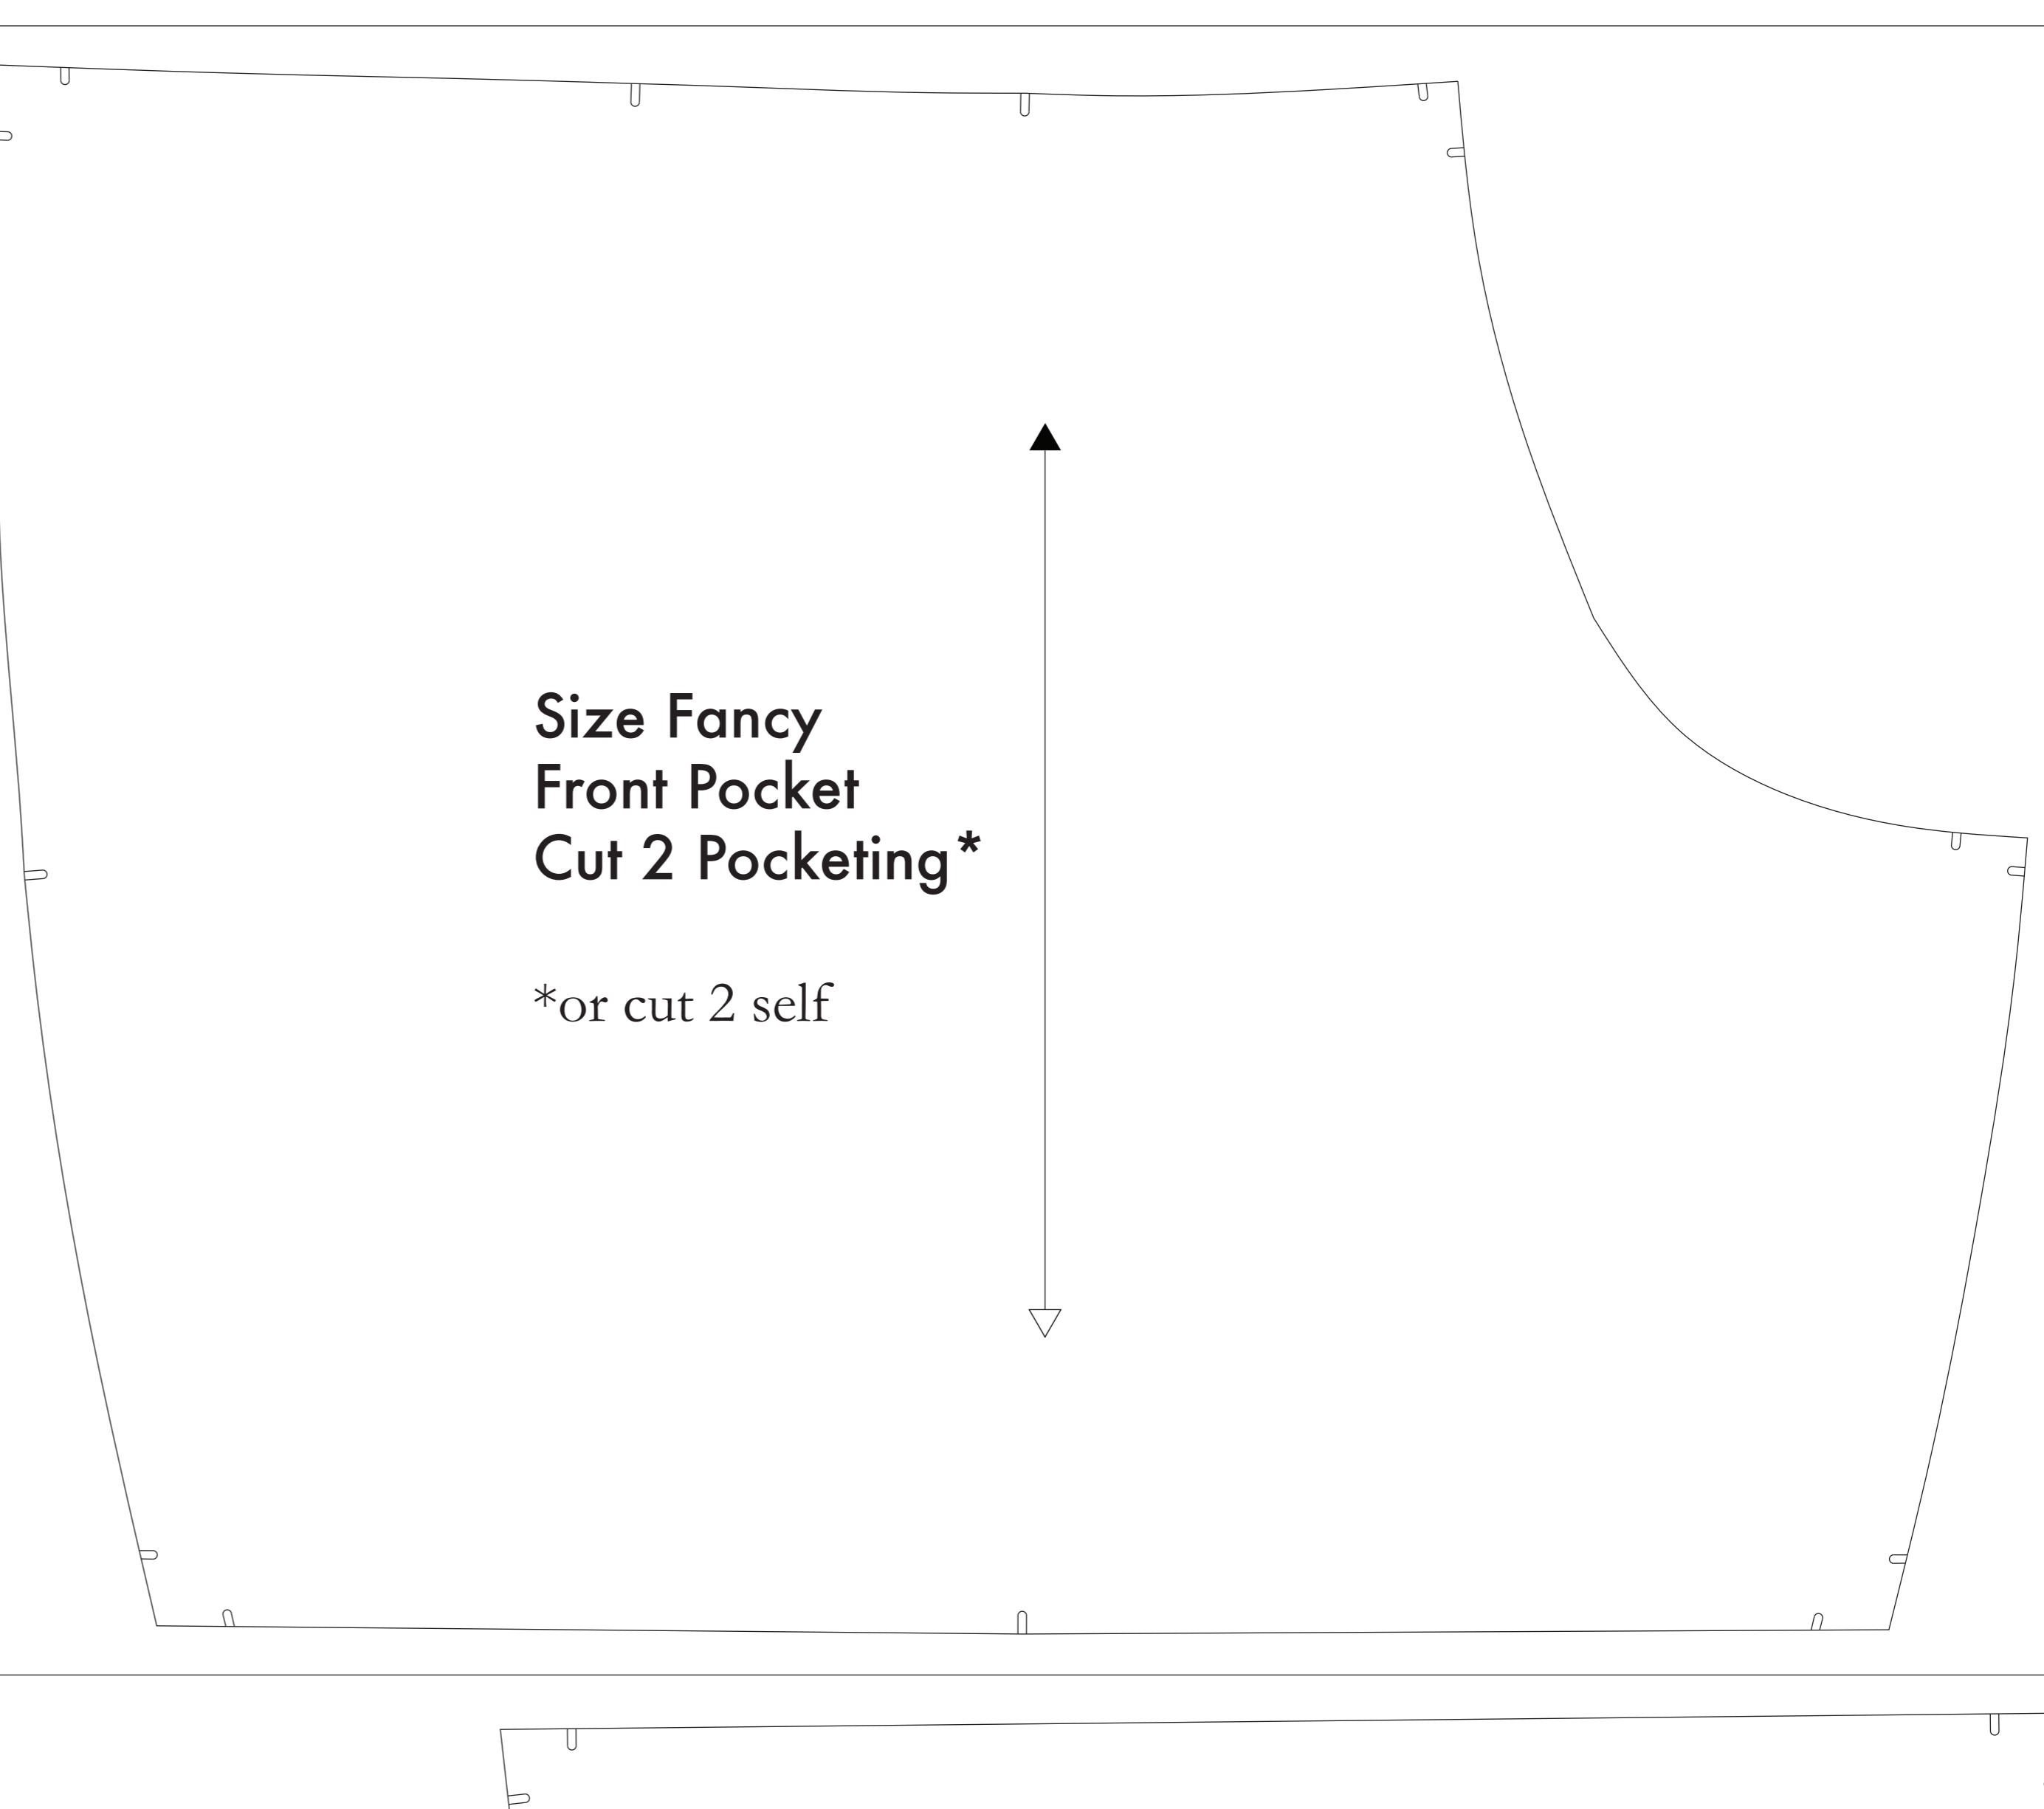 Size Fancy
Front Pocket
Cut 2 Pocketing*
*or cut 2 self